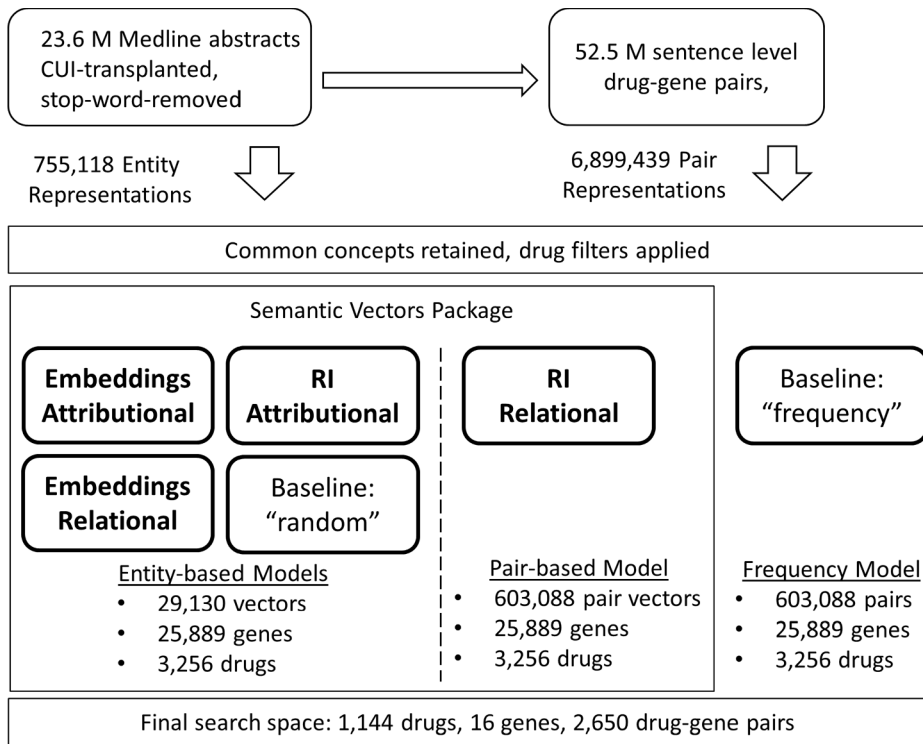 23.6 M Medline abstracts
CUI-transplanted,
stop-word-removed
52.5 M sentence level
drug-gene pairs,
755,118 Entity
Representations
6,899,439 Pair
Representations
Common concepts retained, drug filters applied
Semantic Vectors Package
Embeddings
Attributional
RI
Attributional
RI
Relational
Baseline:
“frequency”
Embeddings
Relational
Baseline:
“random”
Entity-based Models
• 29,130 vectors
• 25,889 genes
• 3,256 drugs
Pair-based Model
• 603,088 pair vectors
• 25,889 genes
• 3,256 drugs
Frequency Model
• 603,088 pairs
• 25,889 genes
• 3,256 drugs
Final search space: 1,144 drugs, 16 genes, 2,650 drug-gene pairs